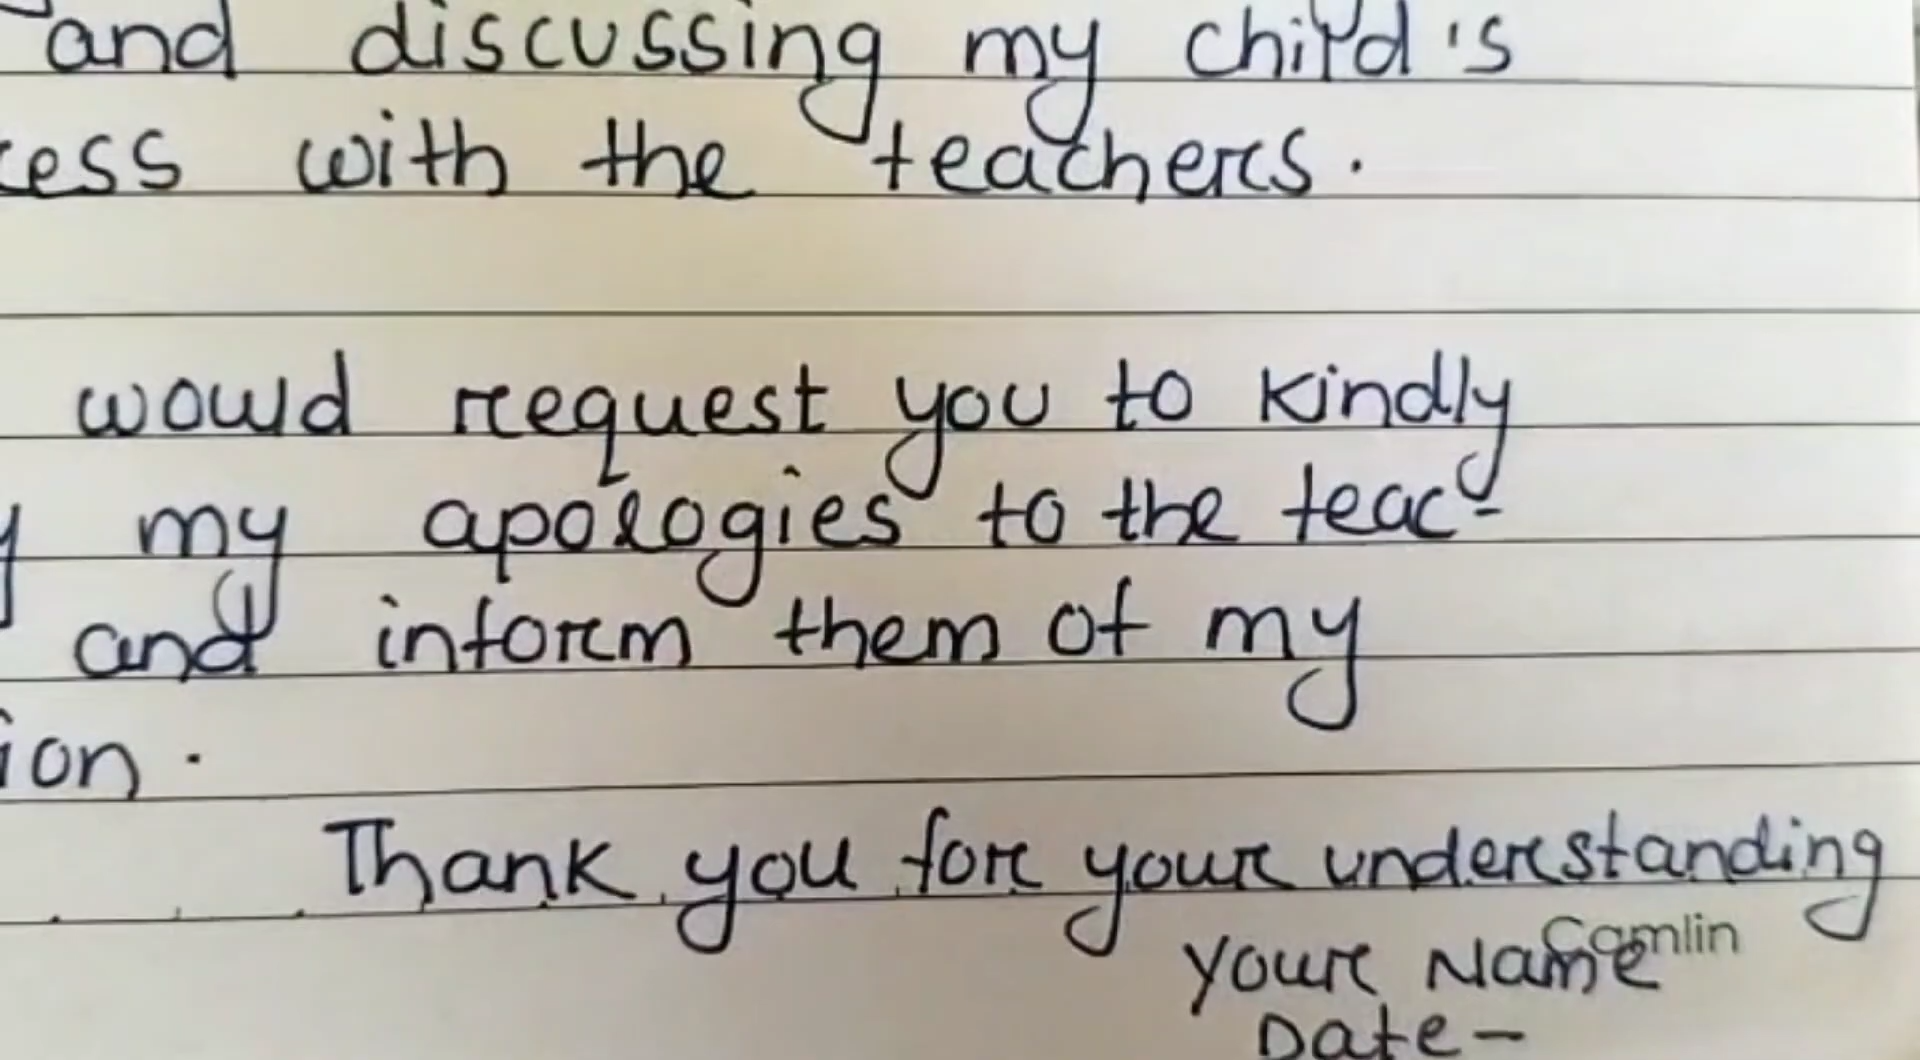 and discussing my child's
ress with the teachers.
would request you to kindly
y my apologies to the teac-
and inform them of my
ion.
Thank you for your understanding
Camlin
Your Name
Date-